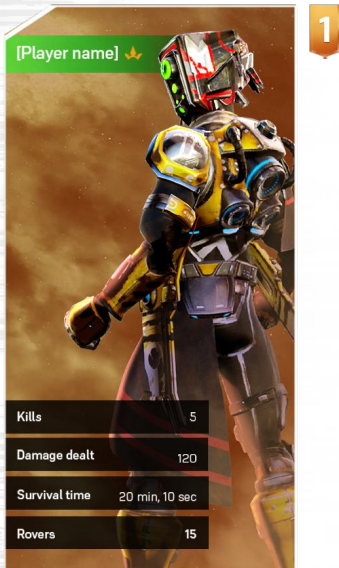 [Player name]
1
Kills 5
Damage dealt 120
Survival time 20 min, 10 sec
Rovers 15